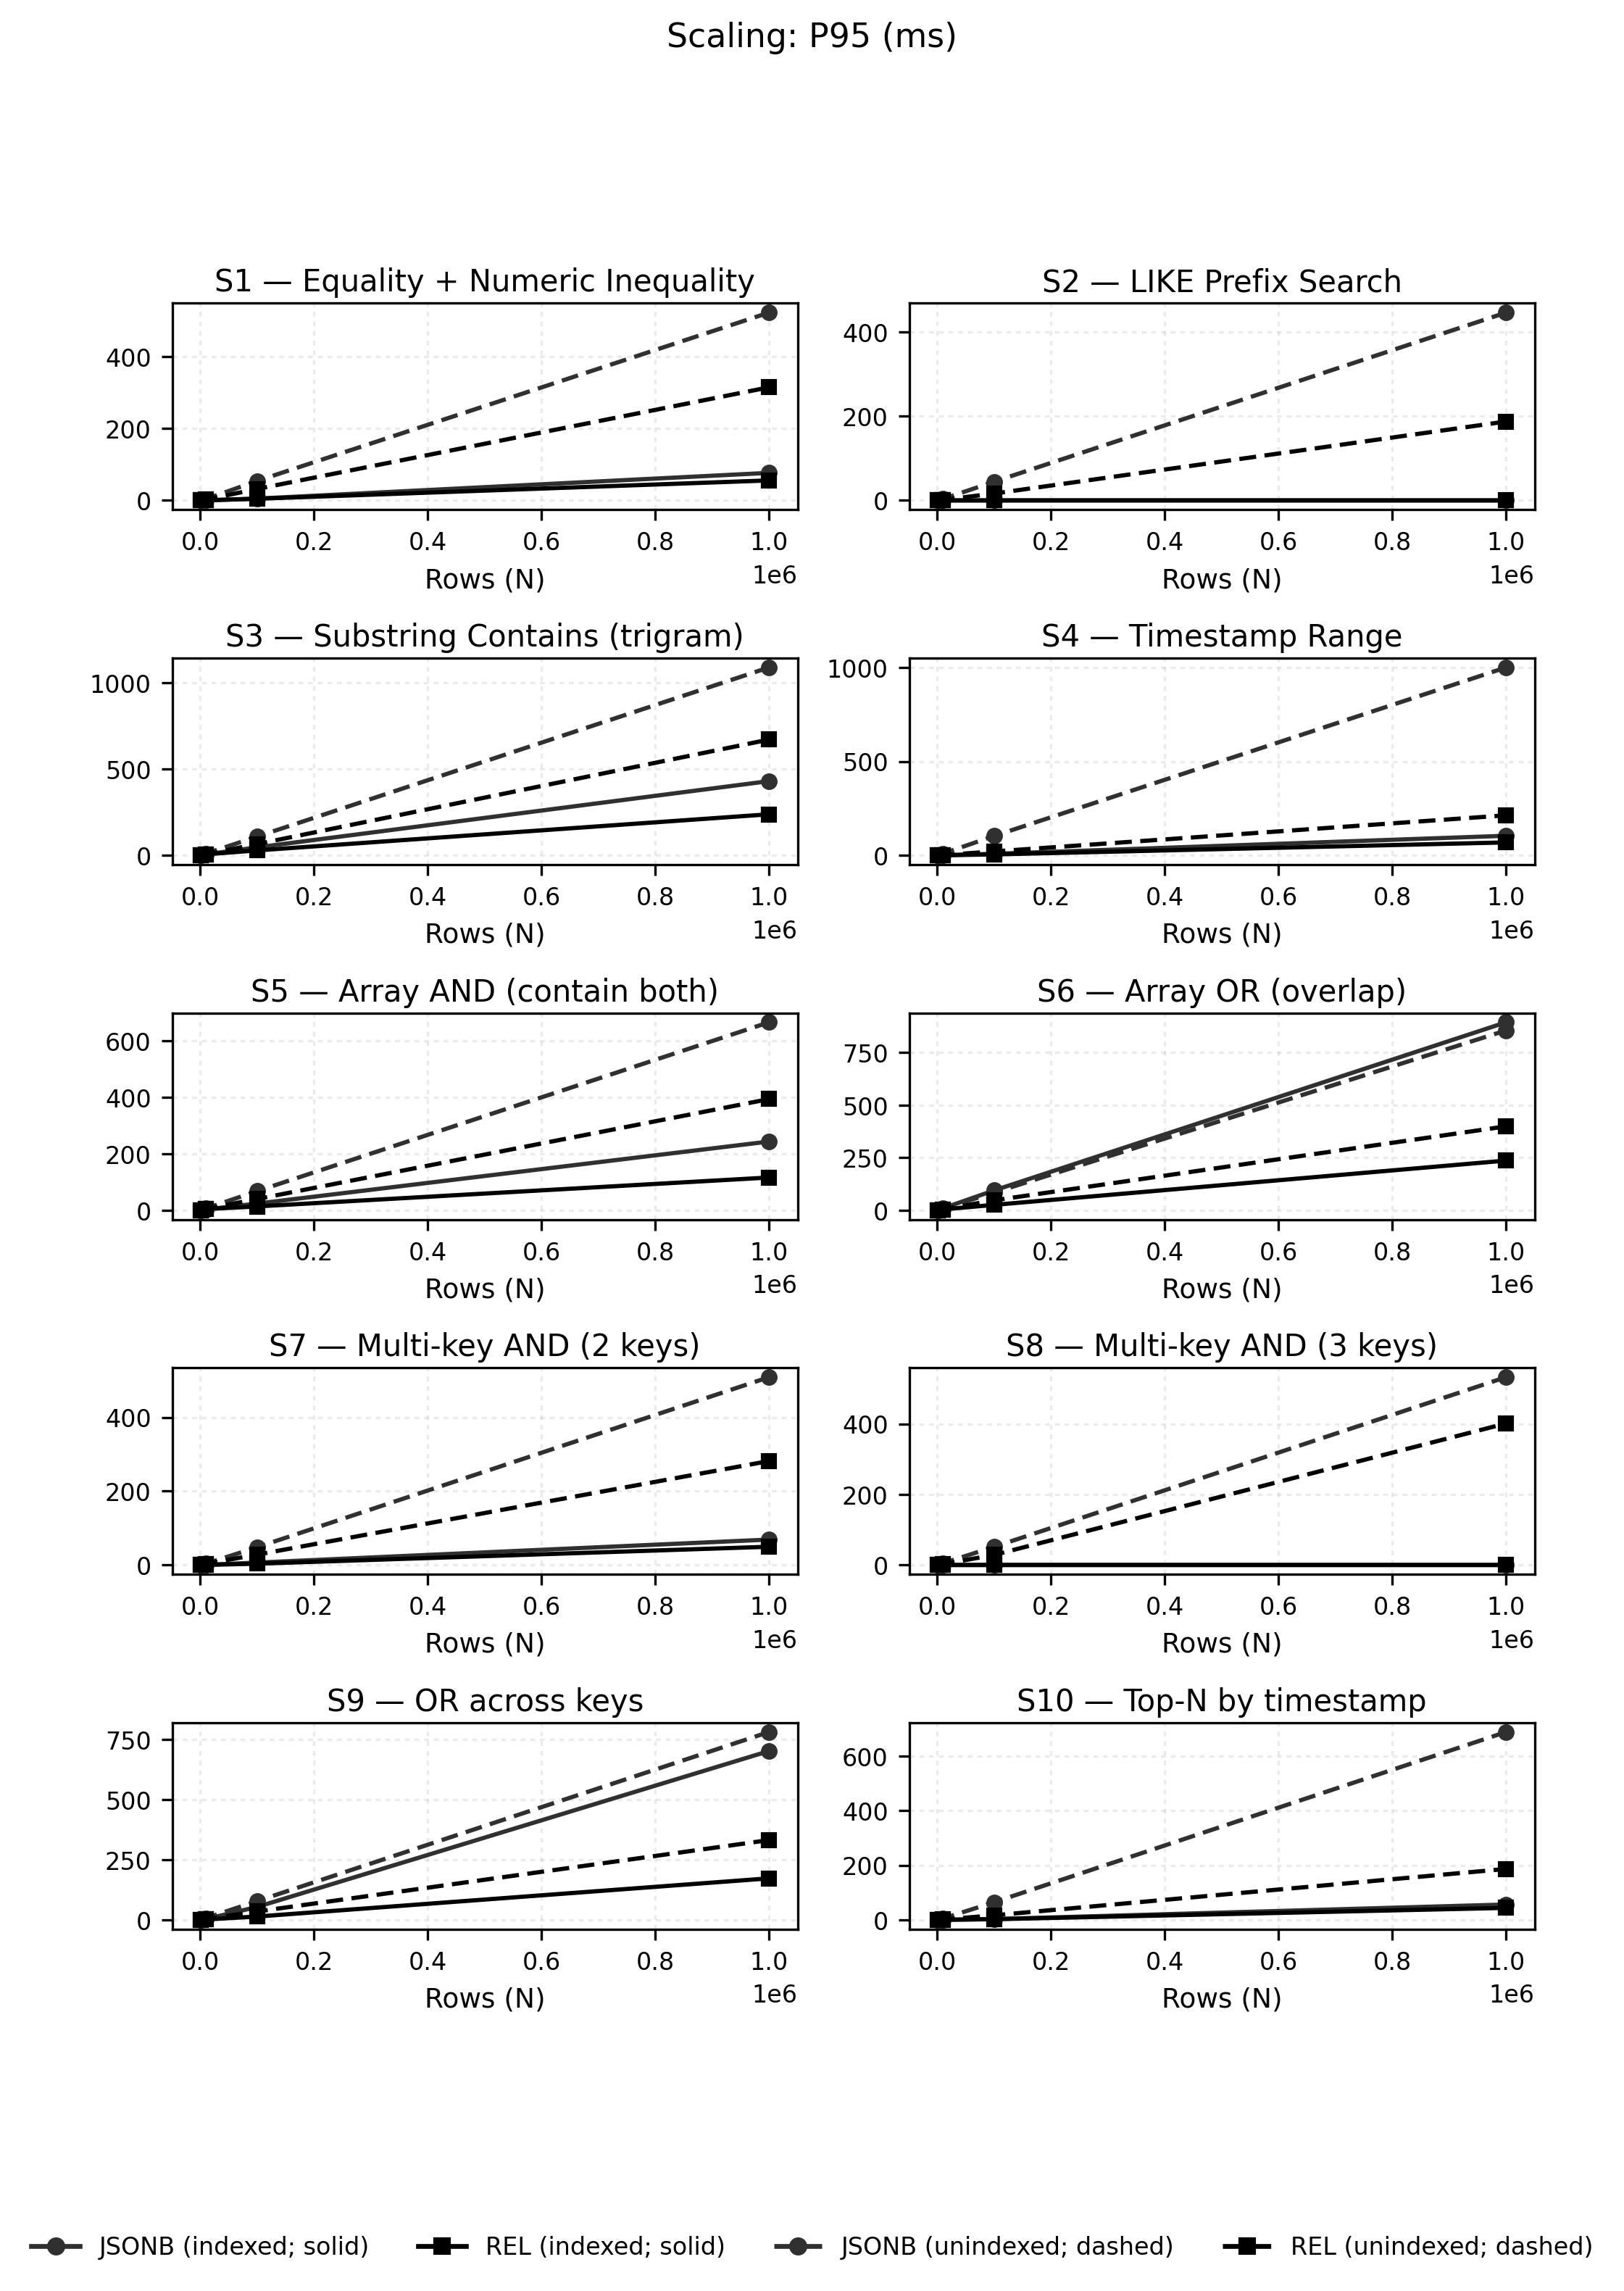 Scaling: P95 (ms)
S1 — Equality + Numeric Inequality
400
200
0
0.0 0.2 0.4 0.6 0.8 1.0
1e6
Rows (N)
S2 — LIKE Prefix Search
400
200
0
0.0 0.2 0.4 0.6 0.8 1.0
1e6
Rows (N)
S3 — Substring Contains (trigram)
1000
500
0
0.0 0.2 0.4 0.6 0.8 1.0
1e6
Rows (N)
S4 — Timestamp Range
1000
500
0
0.0 0.2 0.4 0.6 0.8 1.0
1e6
Rows (N)
S5 — Array AND (contain both)
600
400
200
0
0.0 0.2 0.4 0.6 0.8 1.0
1e6
Rows (N)
S6 — Array OR (overlap)
750
500
250
0
0.0 0.2 0.4 0.6 0.8 1.0
1e6
Rows (N)
S7 — Multi-key AND (2 keys)
400
200
0
0.0 0.2 0.4 0.6 0.8 1.0
1e6
Rows (N)
S8 — Multi-key AND (3 keys)
400
200
0
0.0 0.2 0.4 0.6 0.8 1.0
1e6
Rows (N)
S9 — OR across keys
750
500
250
0
0.0 0.2 0.4 0.6 0.8 1.0
1e6
Rows (N)
S10 — Top-N by timestamp
600
400
200
0
0.0 0.2 0.4 0.6 0.8 1.0
1e6
Rows (N)
JSONB (indexed; solid) REL (indexed; solid) JSONB (unindexed; dashed) REL (unindexed; dashed)